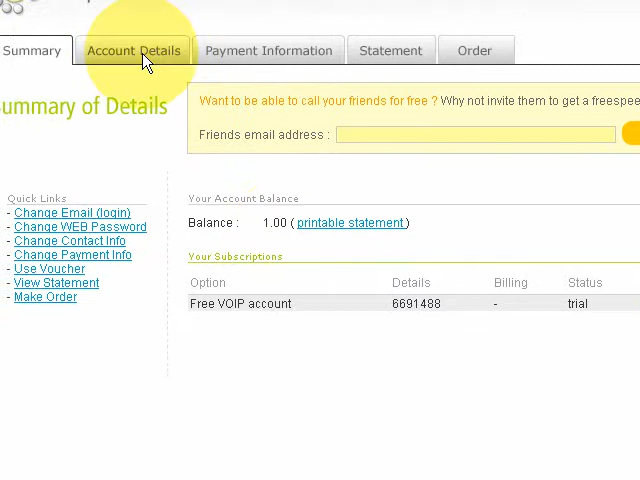 Summary Account Details Payment Information Statement Order
ummary of Details
Want to be able to call your friends for free ? Why not invite them to get a freespee
Friends email address :
Quick Links
- Change Email (login)
- Change WEB Password
- Change Contact Info
- Change Payment Info
- Use Voucher
- View Statement
- Make Order
Your Account Balance
Balance : 1.00 ( printable statement )
Your Subscriptions
Option Details Billing Status
Free VOIP account 6691488 - trial